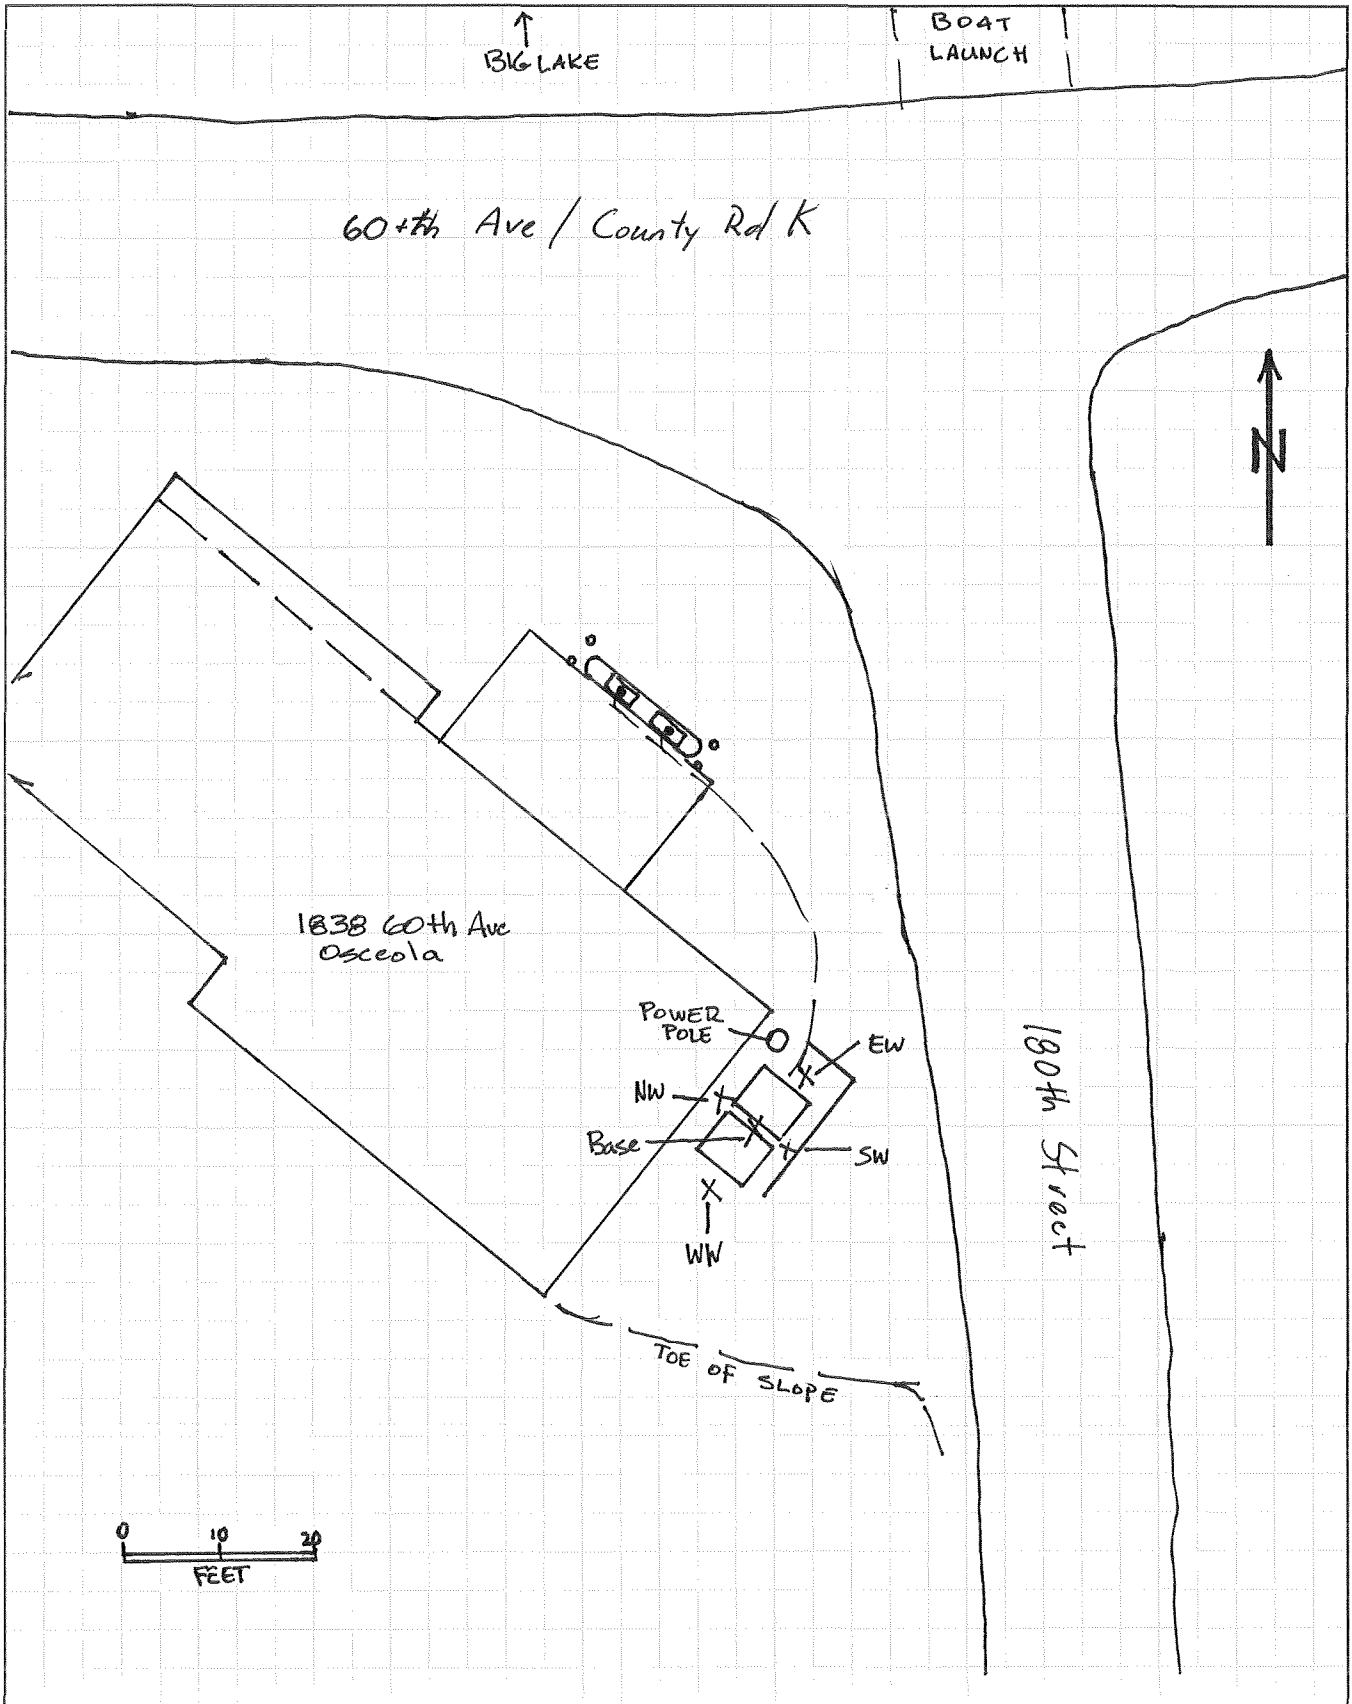 BIG LAKE
BOAT
LAUNCH
60th Ave / County Rd K
N
1838 60th Ave
Osceola
POWER
POLE
EW
NW
Base
SW
WW
180th Street
TOE OF SLOPE
0 10 20
FEET